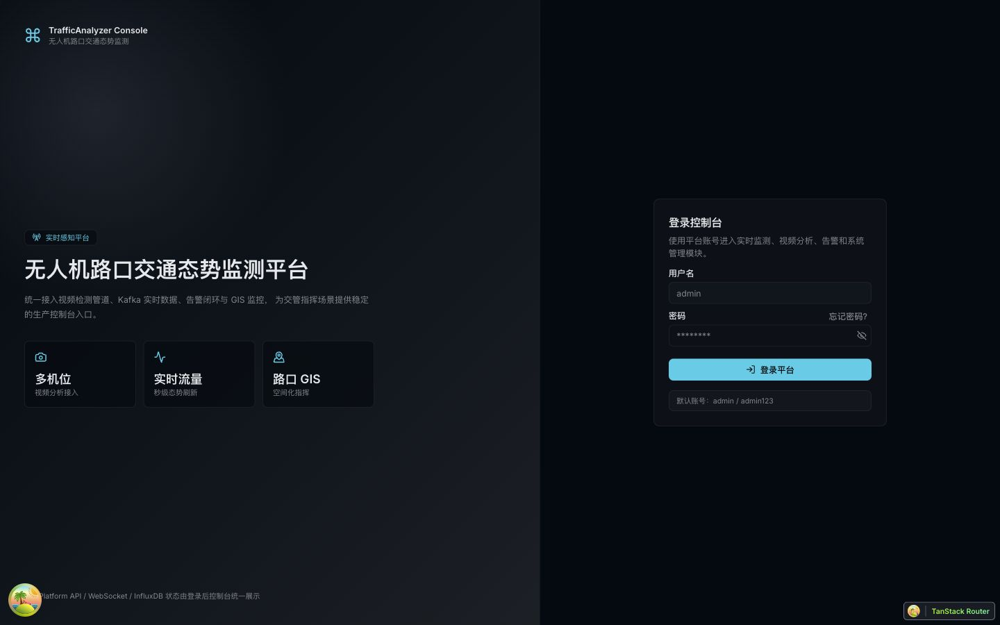 TrafficAnalyzer Console
无人机路口交通态势监测
实时感知平台
无人机路口交通态势监测平台
统一接入视频检测管道、Kafka 实时数据、告警闭环与 GIS 监控， 为交管指挥场景提供稳定
的生产控制台入口。
多机位
视频分析接入
实时流量
秒级态势刷新
路口 GIS
空间化指挥
Platform API / WebSocket / InfluxDB 状态由登录后控制台统一展示
登录控制台
使用平台账号进入实时监测、视频分析、告警和系统
管理模块。
用户名
admin
密码
忘记密码?
********
登录平台
默认账号：admin / admin123
TanStack Router